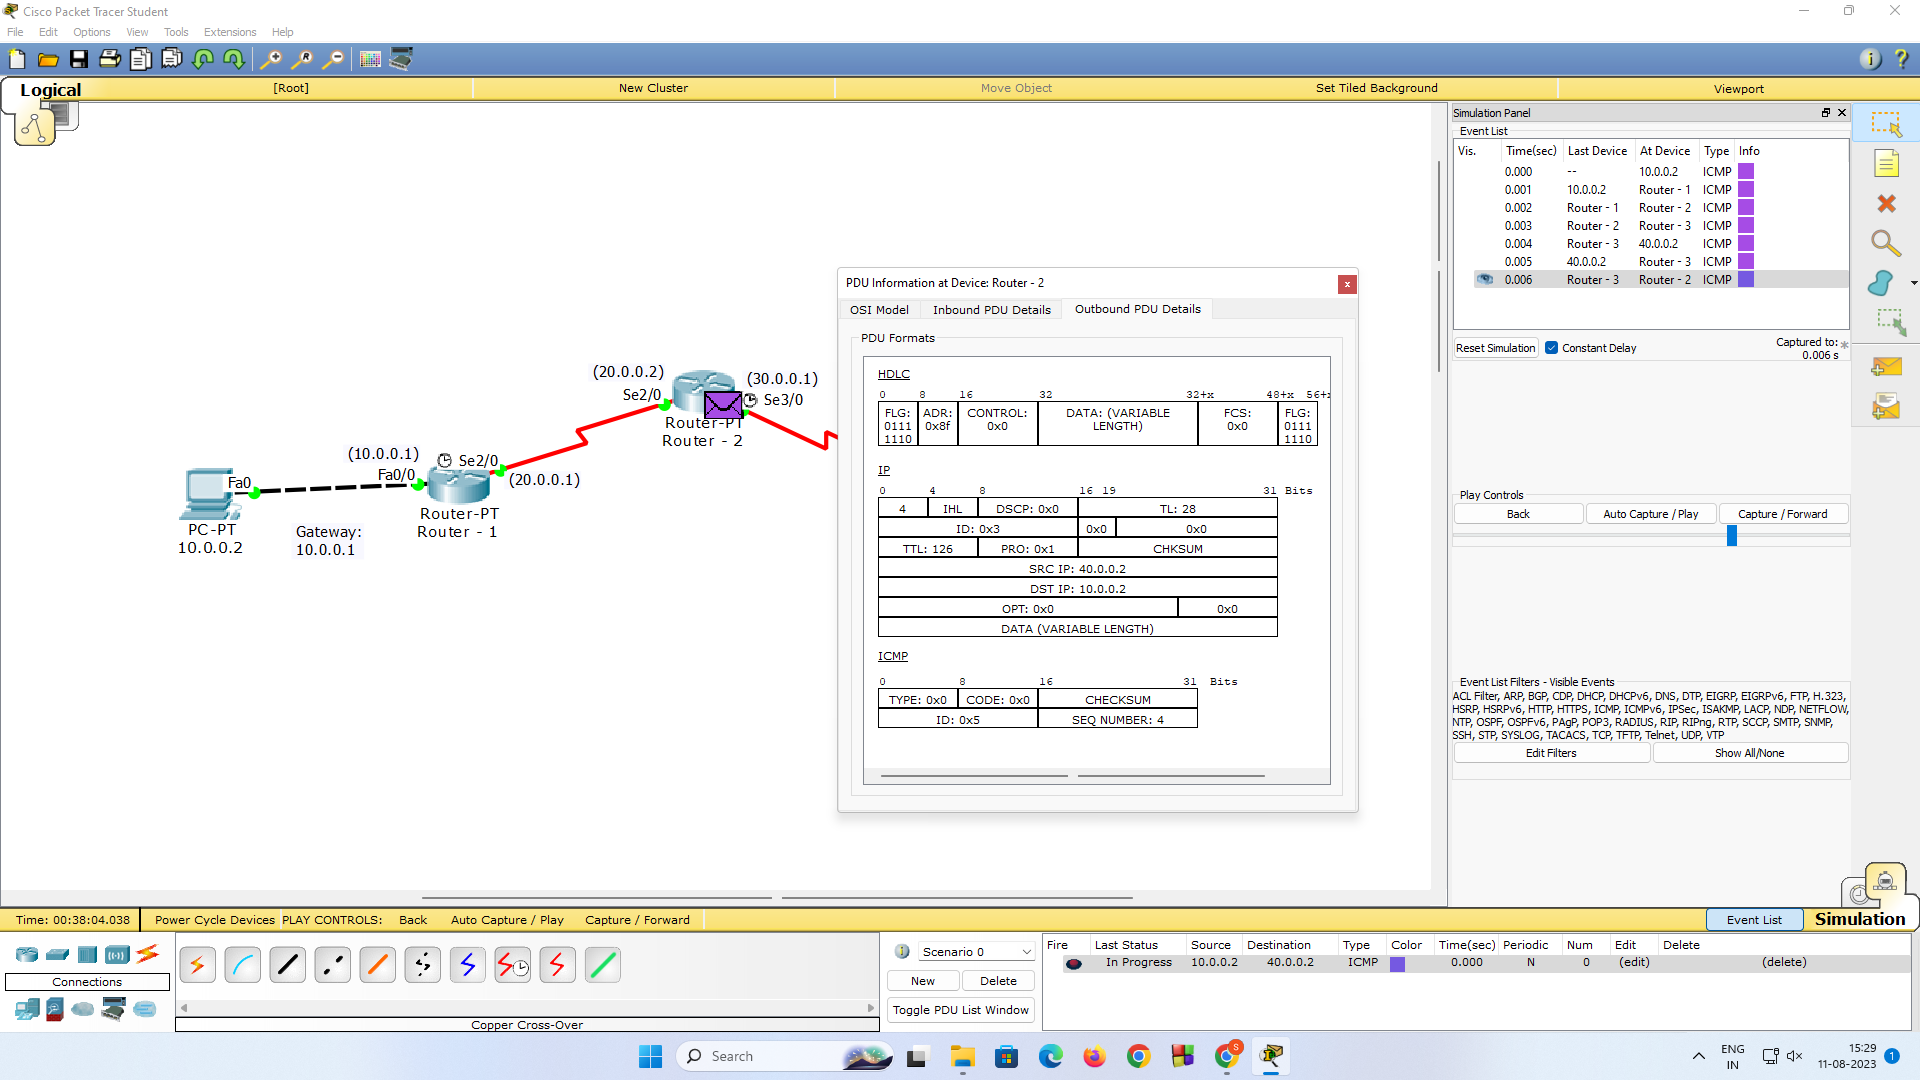 Cisco Packet Tracer Student
File Edit Options View Tools Extensions Help
Logical [Root] New Cluster Move Object Set Tiled Background Viewport
(20.0.0.2)
Se2/0
(30.0.0.1)
Se3/0
Router-PT
Router - 2
(10.0.0.1)
Fa0/0
Se2/0
(20.0.0.1)
Fa0
PC-PT
10.0.0.2
Gateway:
10.0.0.1
Router-PT
Router - 1
PDU Information at Device: Router - 2
OSI Model Inbound PDU Details Outbound PDU Details
PDU Formats
HDLC
0 8 16 32 32+x 48+x 56+
FLG: 0111 1110
ADR: 0x8f
CONTROL: 0x0
DATA: (VARIABLE LENGTH)
FCS: 0x0
FLG: 0111 1110
IP
0 4 8 16 19 31 Bits
4 IHL DSCP: 0x0 TL: 28
ID: 0x3 0x0 0x0
TTL: 126 PRO: 0x1 CHKSUM
SRC IP: 40.0.0.2
DST IP: 10.0.0.2
OPT: 0x0 0x0
DATA (VARIABLE LENGTH)
ICMP
0 8 16 31 Bits
TYPE: 0x0 CODE: 0x0 CHECKSUM
ID: 0x5 SEQ NUMBER: 4
Simulation Panel
Event List
Vis. Time(sec) Last Device At Device Type Info
0.000 -- 10.0.0.2 ICMP
0.001 10.0.0.2 Router - 1 ICMP
0.002 Router - 1 Router - 2 ICMP
0.003 Router - 2 Router - 3 ICMP
0.004 Router - 3 40.0.0.2 ICMP
0.005 40.0.0.2 Router - 3 ICMP
0.006 Router - 3 Router - 2 ICMP
Reset Simulation Constant Delay Captured to: *
0.006 s
Play Controls
Back Auto Capture / Play Capture / Forward
Event List Filters - Visible Events
ACL Filter, ARP, BGP, CDP, DHCP, DHCPv6, DNS, DTP, EIGRP, EIGRPv6, FTP, H.323,
HSRP, HSRPv6, HTTP, HTTPS, ICMP, ICMPv6, IPSec, ISAKMP, LACP, NDP, NETFLOW,
NTP, OSPF, OSPFv6, PAgP, POP3, RADIUS, RIP, RIPng, RTP, SCCP, SMTP, SNMP,
SSH, STP, SYSLOG, TACACS, TCP, TFTP, Telnet, UDP, VTP
Edit Filters Show All/None
Time: 00:38:04.038 Power Cycle Devices PLAY CONTROLS: Back Auto Capture / Play Capture / Forward Event List Simulation
Connections
Copper Cross-Over
Scenario 0
New Delete
Toggle PDU List Window
Fire Last Status Source Destination Type Color Time(sec) Periodic Num Edit Delete
In Progress 10.0.0.2 40.0.0.2 ICMP 0.000 N 0 (edit) (delete)
Search
S
ENG
IN
15:29
11-08-2023
1